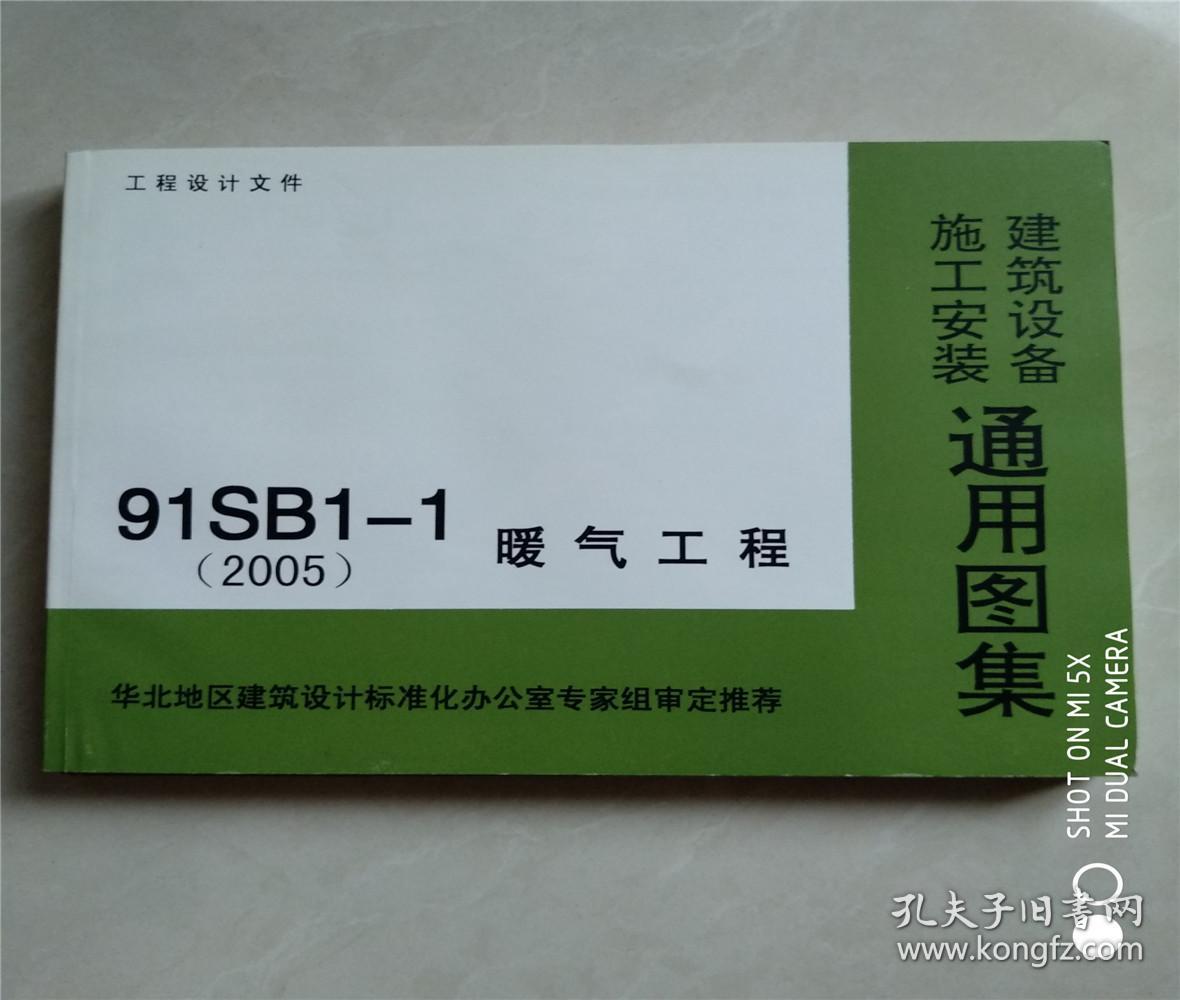 工程设计文件
建筑设备
施工安装
通用图集
91SB1-1
（2005）
暖气工程
华北地区建筑设计标准化办公室专家组审定推荐
SHOT ON MI 5X
MI DUAL CAMERA
孔夫子旧书网
www.kongfz.com